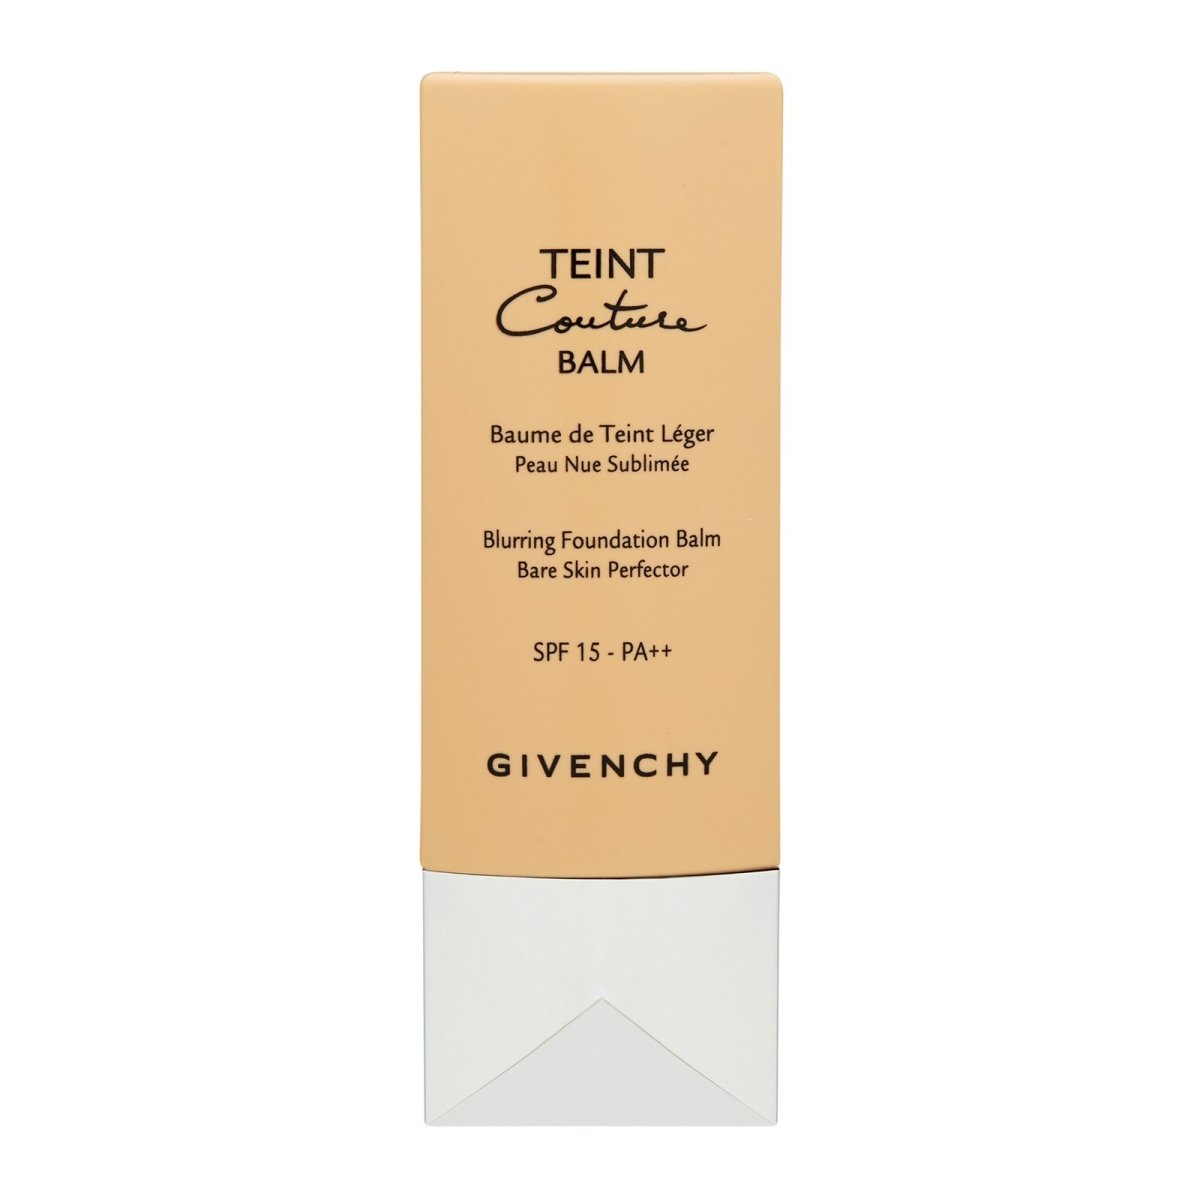 TEINT
Couture
BALM
Baume de Teint Léger
Peau Nue Sublimée
Blurring Foundation Balm
Bare Skin Perfector
SPF 15 - PA++
GIVENCHY